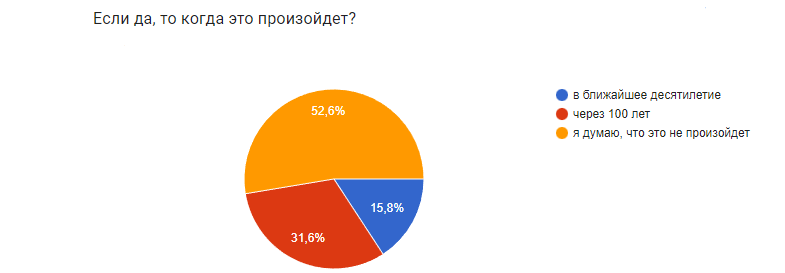 Если да, то когда это произойдет?
в ближайшее десятилетие
через 100 лет
я думаю, что это не произойдет
52,6%
15,8%
31,6%